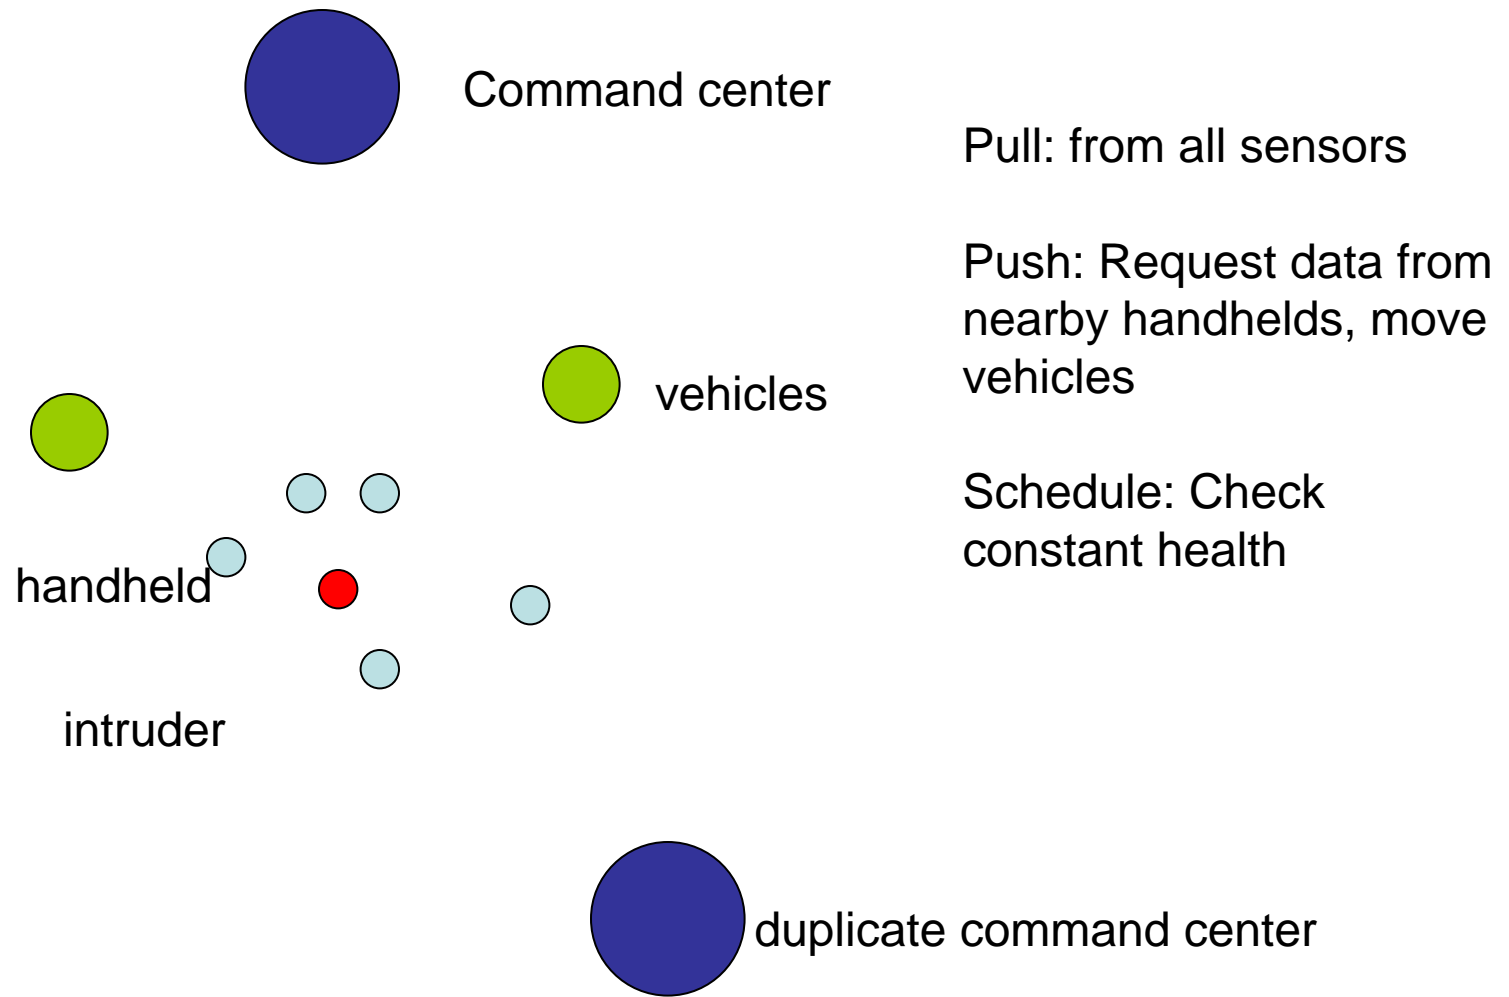 Command center
Pull: from all sensors
Push: Request data from
nearby handhelds, move
vehicles
vehicles
Schedule: Check
constant health
handheld
intruder
duplicate command center